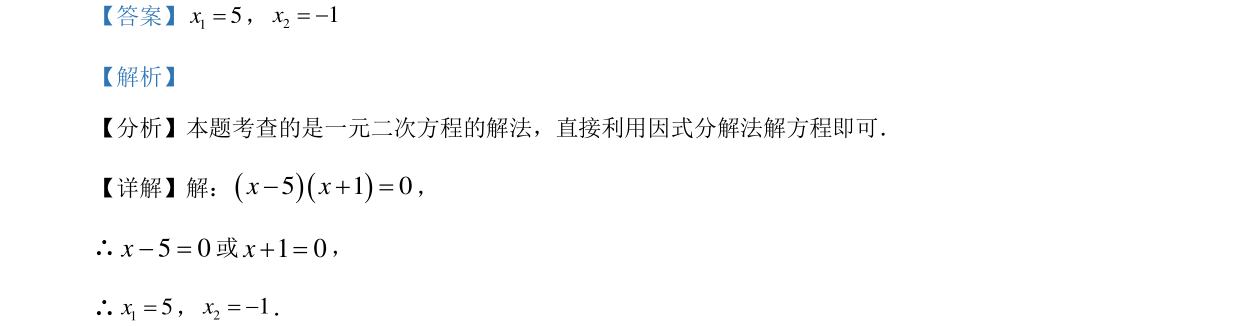 【答案】x₁=5，x₂=−1
【解析】
【分析】本题考查的是一元二次方程的解法，直接利用因式分解法解方程即可．
【详解】解：(x−5)(x+1)=0，
∴x−5=0或x+1=0，
∴x₁=5，x₂=−1．